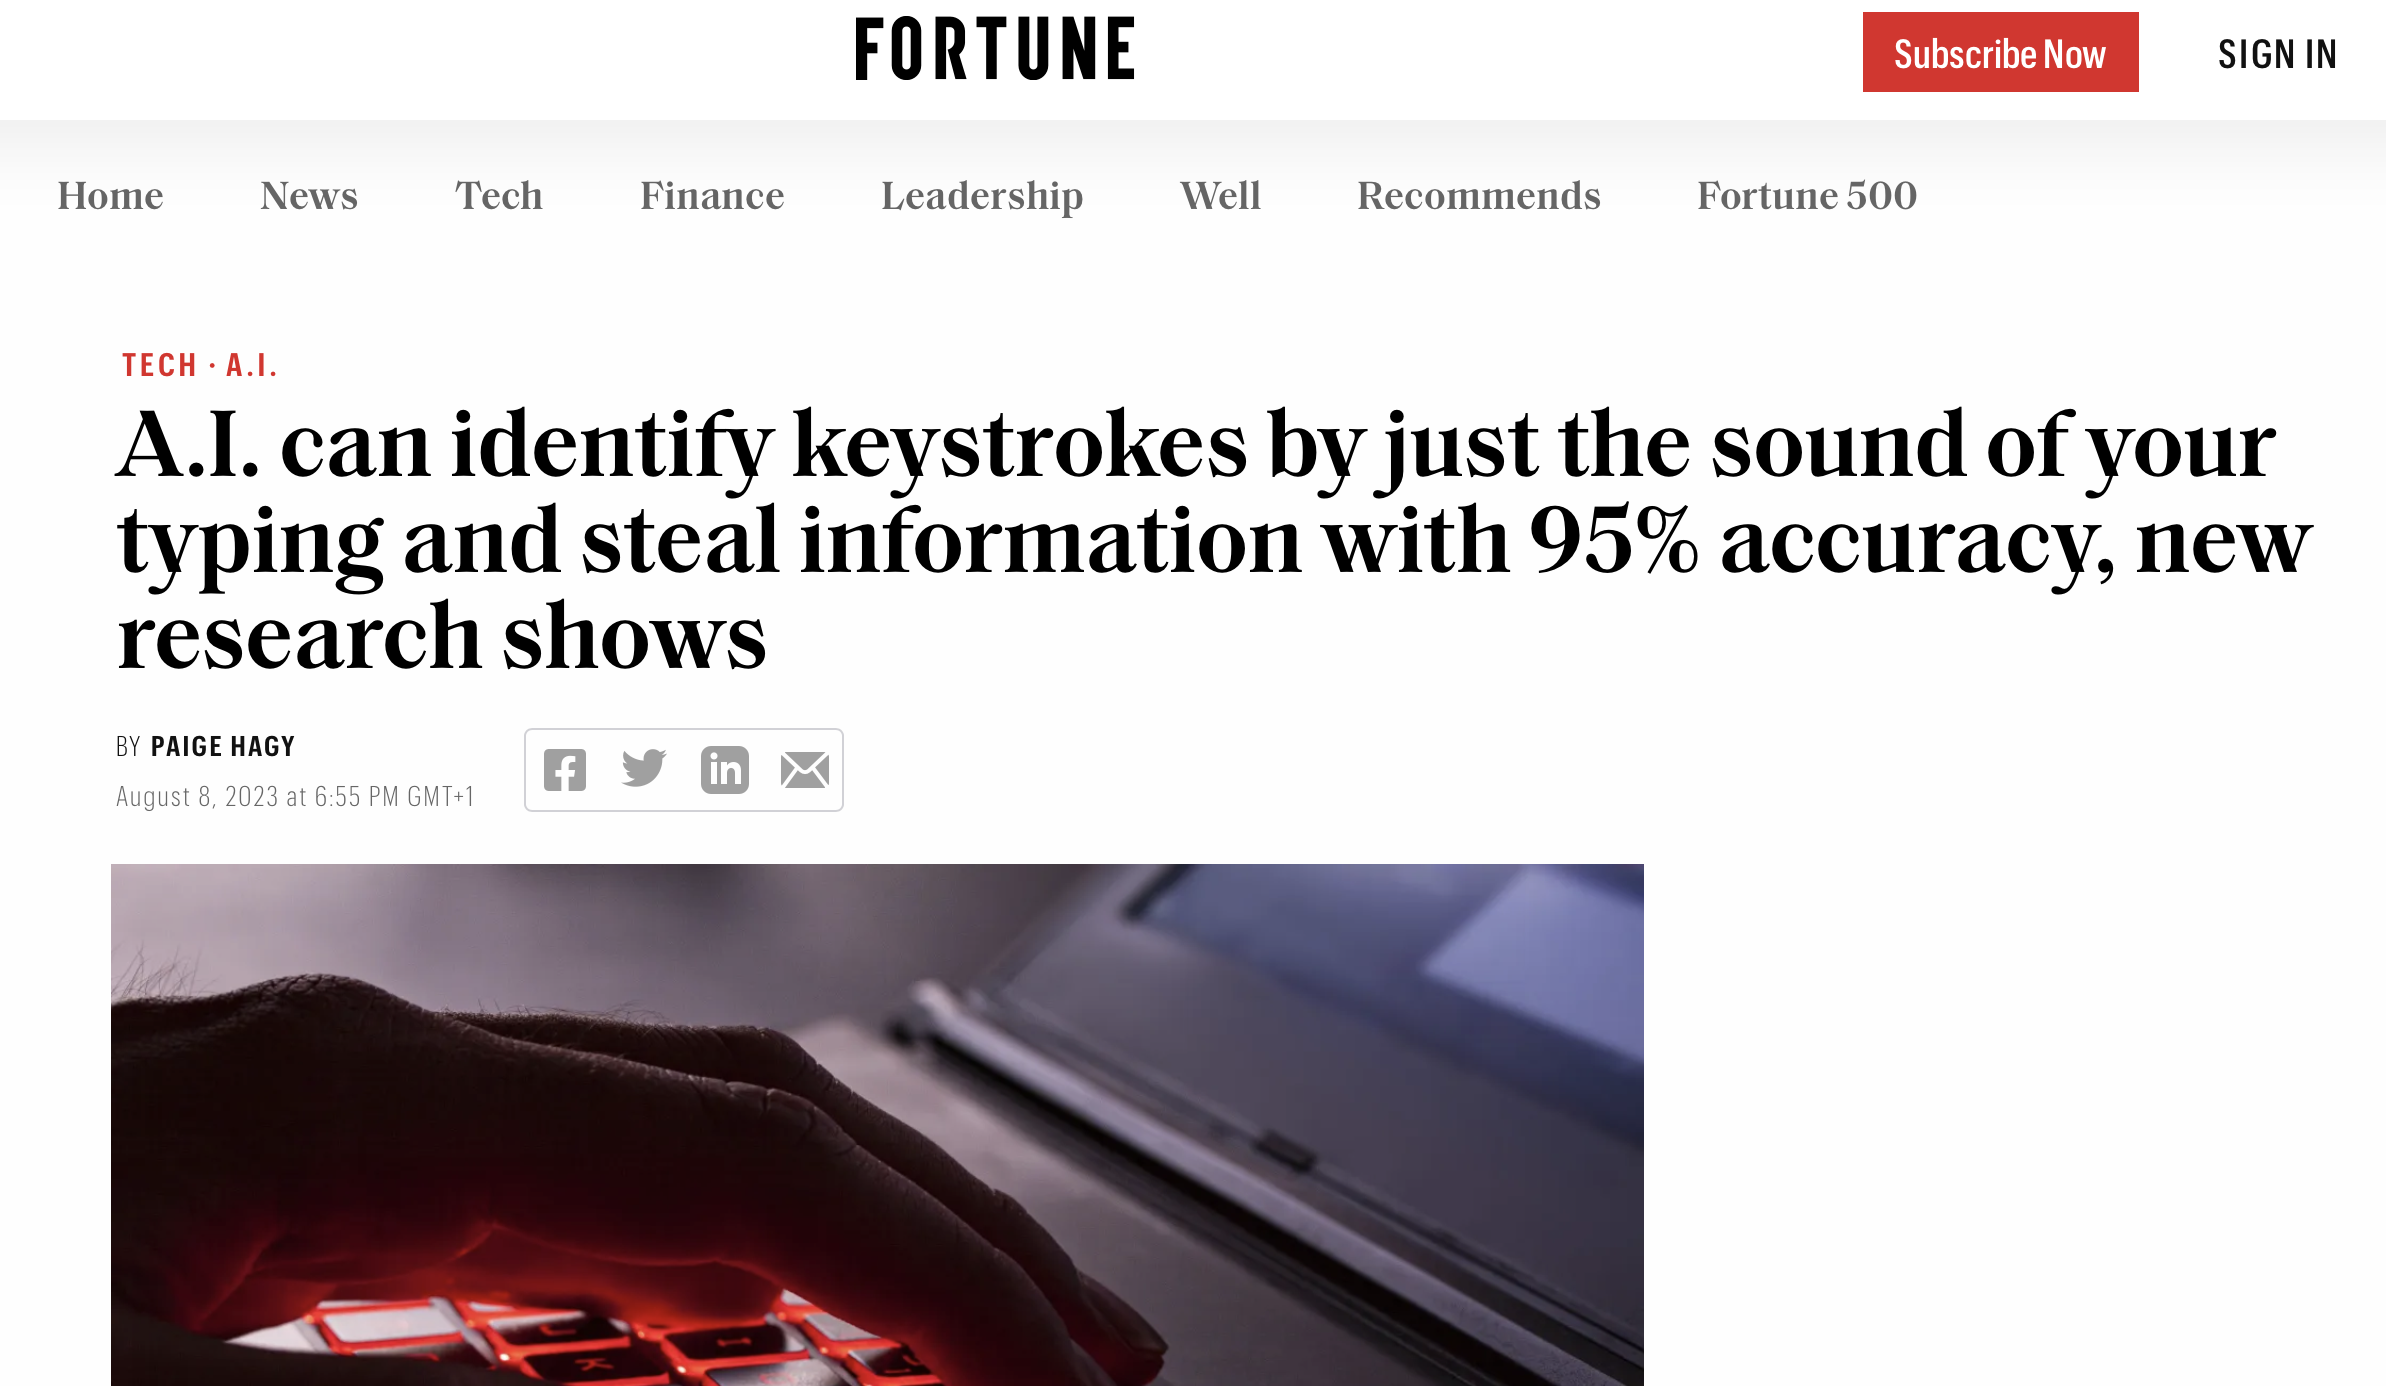 FORTUNE
Subscribe Now
SIGN IN
Home News Tech Finance Leadership Well Recommends Fortune 500
TECH · A.I.
A.I. can identify keystrokes by just the sound of your
typing and steal information with 95% accuracy, new
research shows
BY PAIGE HAGY
August 8, 2023 at 6:55 PM GMT+1